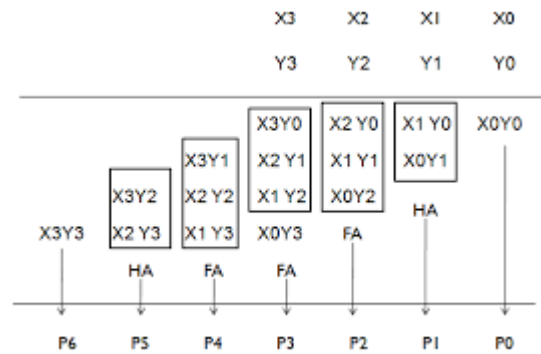 X3 X2 X1 X0
Y3 Y2 Y1 Y0
X3Y0 X2 Y0 X1 Y0 X0Y0
X3Y1 X2 Y1 X1 Y1 X0Y1
X3Y2 X2 Y2 X1 Y2 X0Y2
HA
X3Y3 X2 Y3 X1 Y3 X0Y3 FA
HA FA FA
P6 P5 P4 P3 P2 P1 P0